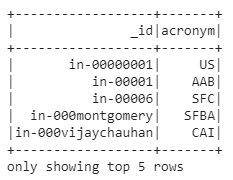 +------------------+-------+
|               _id|acronym|
+------------------+-------+
|       in-00000001|     US|
|          in-00001|    AAB|
|          in-00006|    SFC|
|  in-000montgomery|   SFBA|
|in-000vijaychauhan|    CAI|
+------------------+-------+
only showing top 5 rows